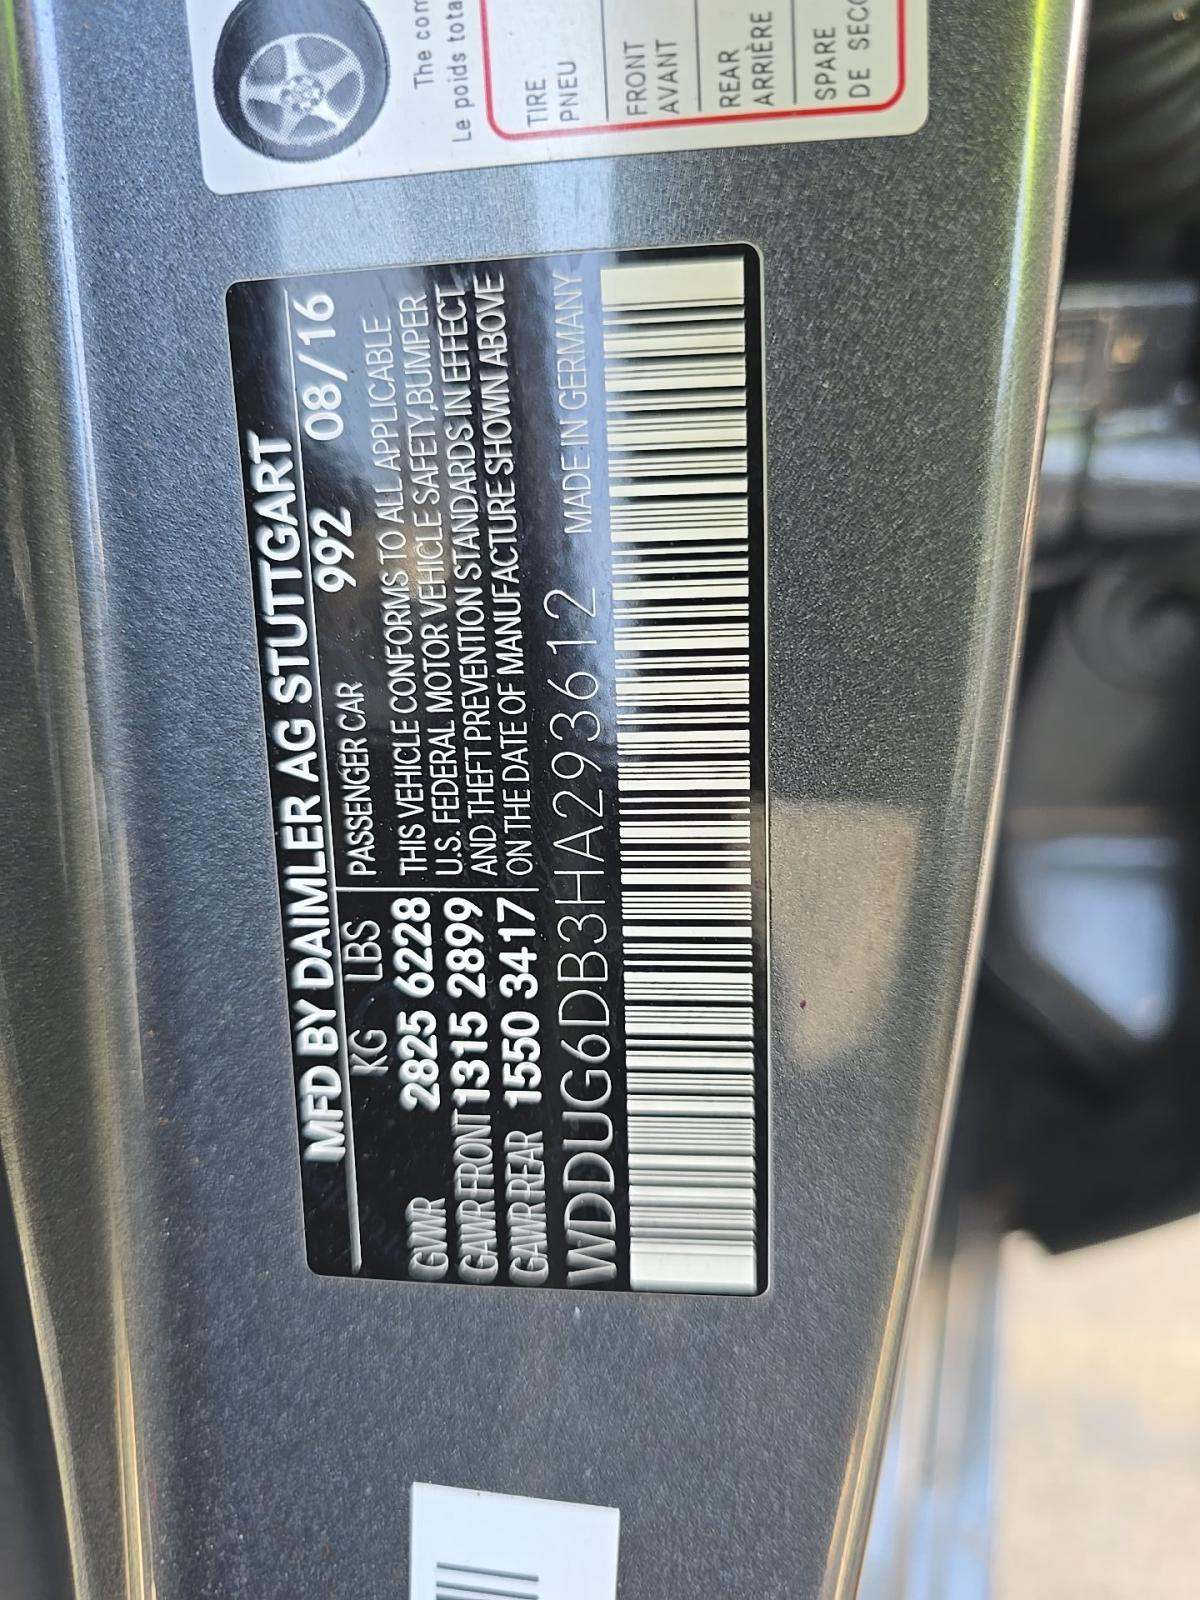 MFD BY DAIMLER AG STUTTGART
KG LBS PASSENGER CAR 992 08/16
GVWR 2825 6228 THIS VEHICLE CONFORMS TO ALL APPLICABLE
U.S. FEDERAL MOTOR VEHICLE SAFETY,BUMPER
GAWR FRONT 1315 2899 AND THEFT PREVENTION STANDARDS IN EFFECT
GAWR REAR 1550 3417 ON THE DATE OF MANUFACTURE SHOWN ABOVE
WDDUG6DB3HA293612 MADE IN GERMANY
The
Le poids
TIRE
PNEU
FRONT
AVANT
REAR
ARRIÈRE
SPARE
DE